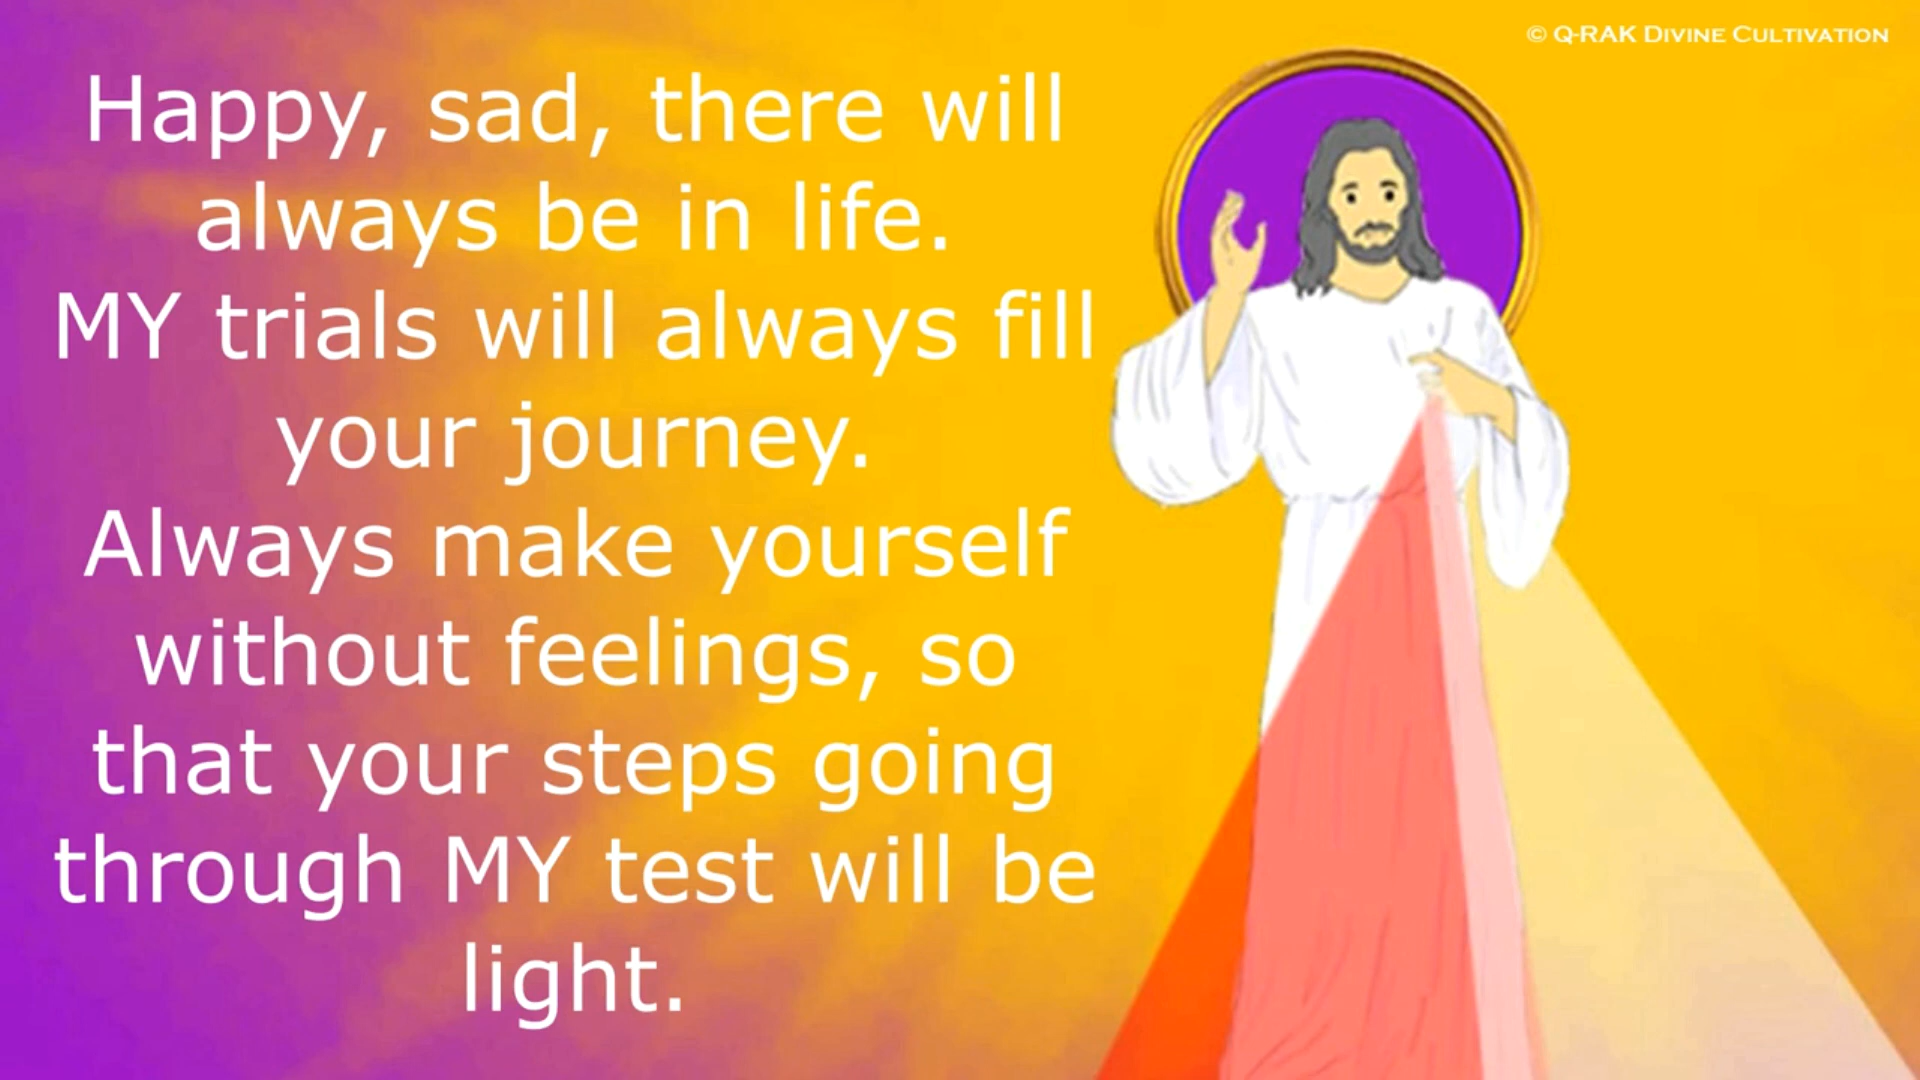 © Q-RAK Divine Cultivation
Happy, sad, there will
always be in life.
MY trials will always fill
your journey.
Always make yourself
without feelings, so
that your steps going
through MY test will be
light.